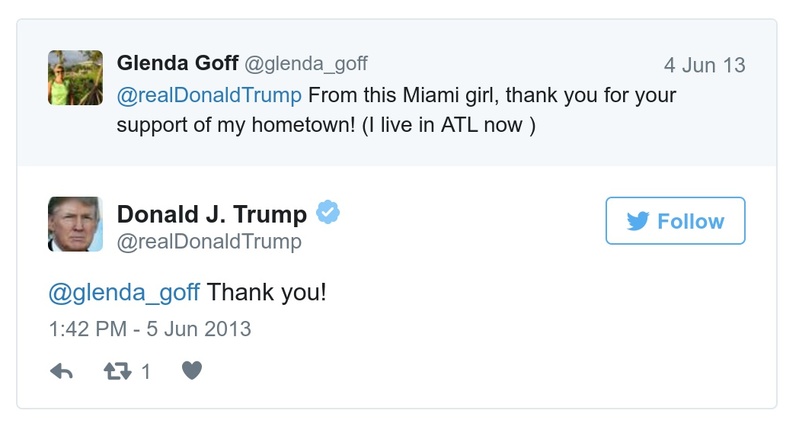 Glenda Goff @glenda_goff 4 Jun 13
@realDonaldTrump From this Miami girl, thank you for your
support of my hometown! (I live in ATL now )
Donald J. Trump
@realDonaldTrump
Follow
@glenda_goff Thank you!
1:42 PM - 5 Jun 2013
1